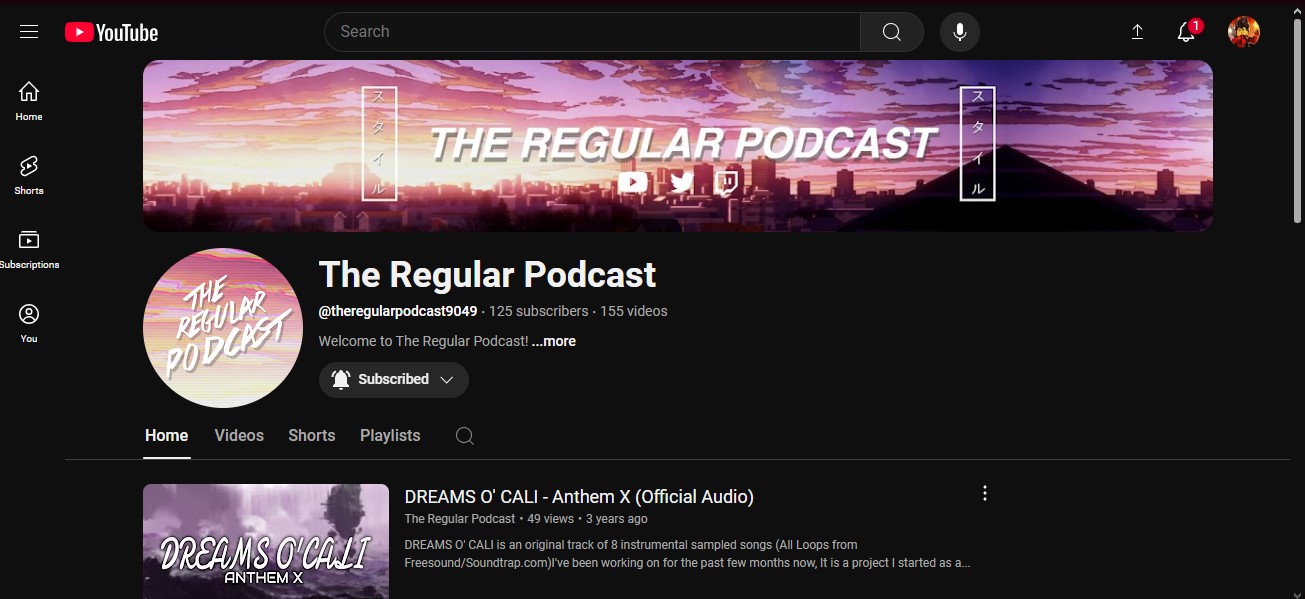 YouTube
Search
1
Home
Shorts
Subscriptions
You
スタイル
THE REGULAR PODCAST
スタイル
THE
REGULAR
PODCAST
The Regular Podcast
@theregularpodcast9049 · 125 subscribers · 155 videos
Welcome to The Regular Podcast! ...more
Subscribed
Home Videos Shorts Playlists
DREAMS O'CALI
ANTHEM X
DREAMS O' CALI - Anthem X (Official Audio)
The Regular Podcast • 49 views • 3 years ago
DREAMS O' CALI is an original track of 8 instrumental sampled songs (All Loops from
Freesound/Soundtrap.com)I've been working on for the past few months now, It is a project I started as a...